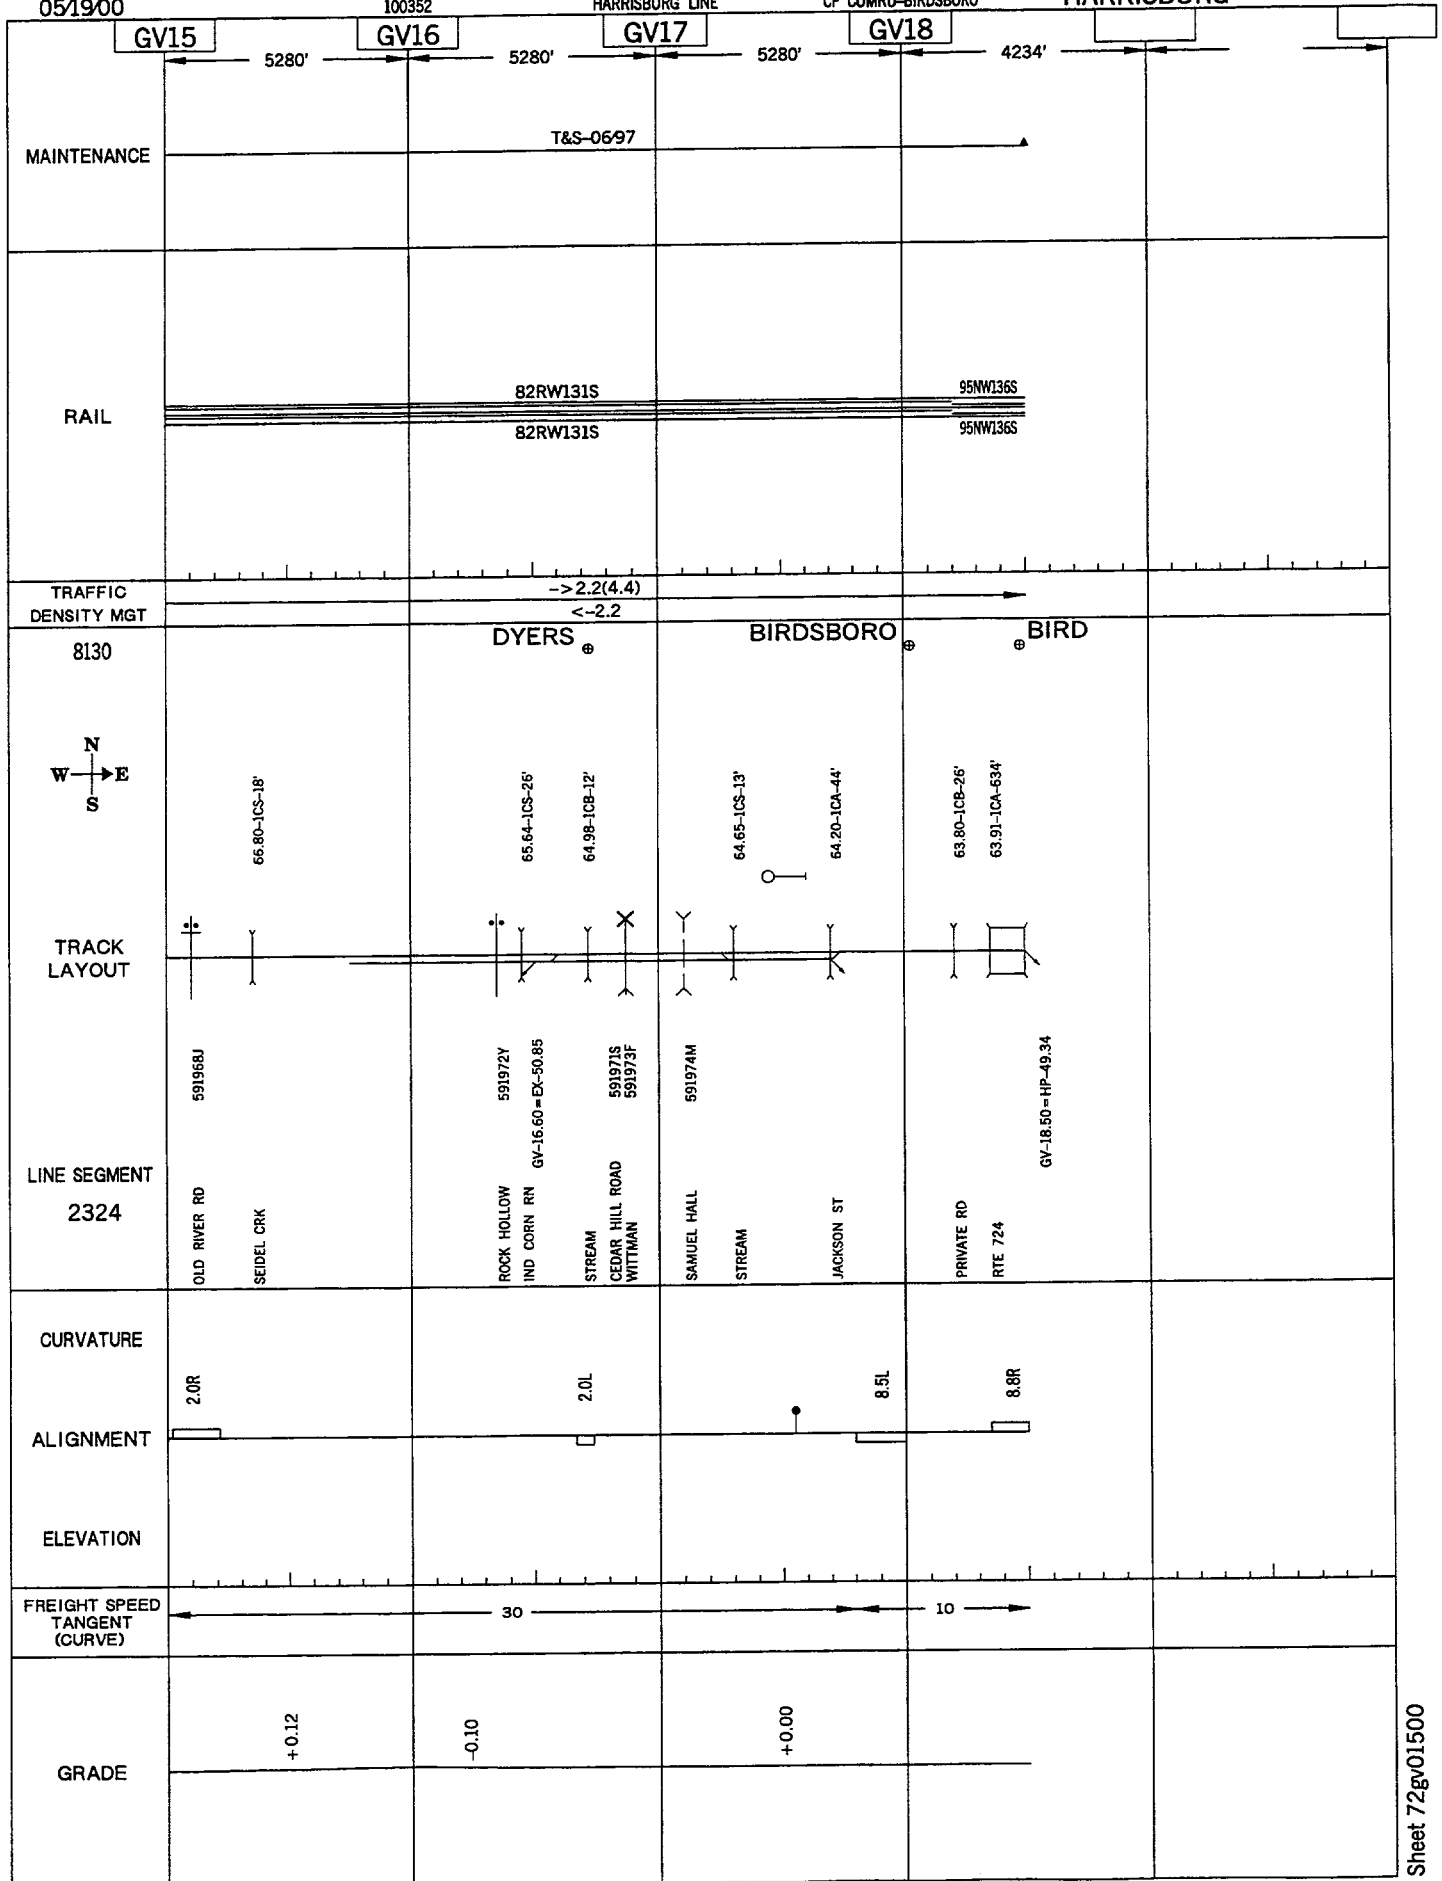 05/19/00 100352 HARRISBURG LINE CP CUMRU-BIRDSBORO HARRISBURG
GV15 GV16 GV17 GV18
5280' 5280' 5280' 4234'
MAINTENANCE
T&S-06/97
RAIL
82RW131S 95NW136S
82RW131S 95NW136S
TRAFFIC
DENSITY MGT
->2.2(4.4)
<-2.2
8130
DYERS BIRDSBORO BIRD
N
W E
S
66.80-1CS-18'
65.64-1CS-26'
64.98-1CB-12'
64.65-1CS-13'
64.20-1CA-44'
63.80-1CB-26'
63.91-1CA-634'
TRACK
LAYOUT
591968J
591972Y
GV-16.60=EX-50.85
591971S
591973F
591974M
GV-18.50=HP-49.34
LINE SEGMENT
2324
OLD RIVER RD
SEIDEL CRK
ROCK HOLLOW
IND CORN RN
STREAM
CEDAR HILL ROAD
WITTMAN
SAMUEL HALL
STREAM
JACKSON ST
PRIVATE RD
RTE 724
CURVATURE
2.0R
2.0L
8.5L
8.8R
ALIGNMENT
ELEVATION
FREIGHT SPEED
TANGENT
(CURVE)
30 10
GRADE
+0.12
-0.10
+0.00
Sheet 72gv01500